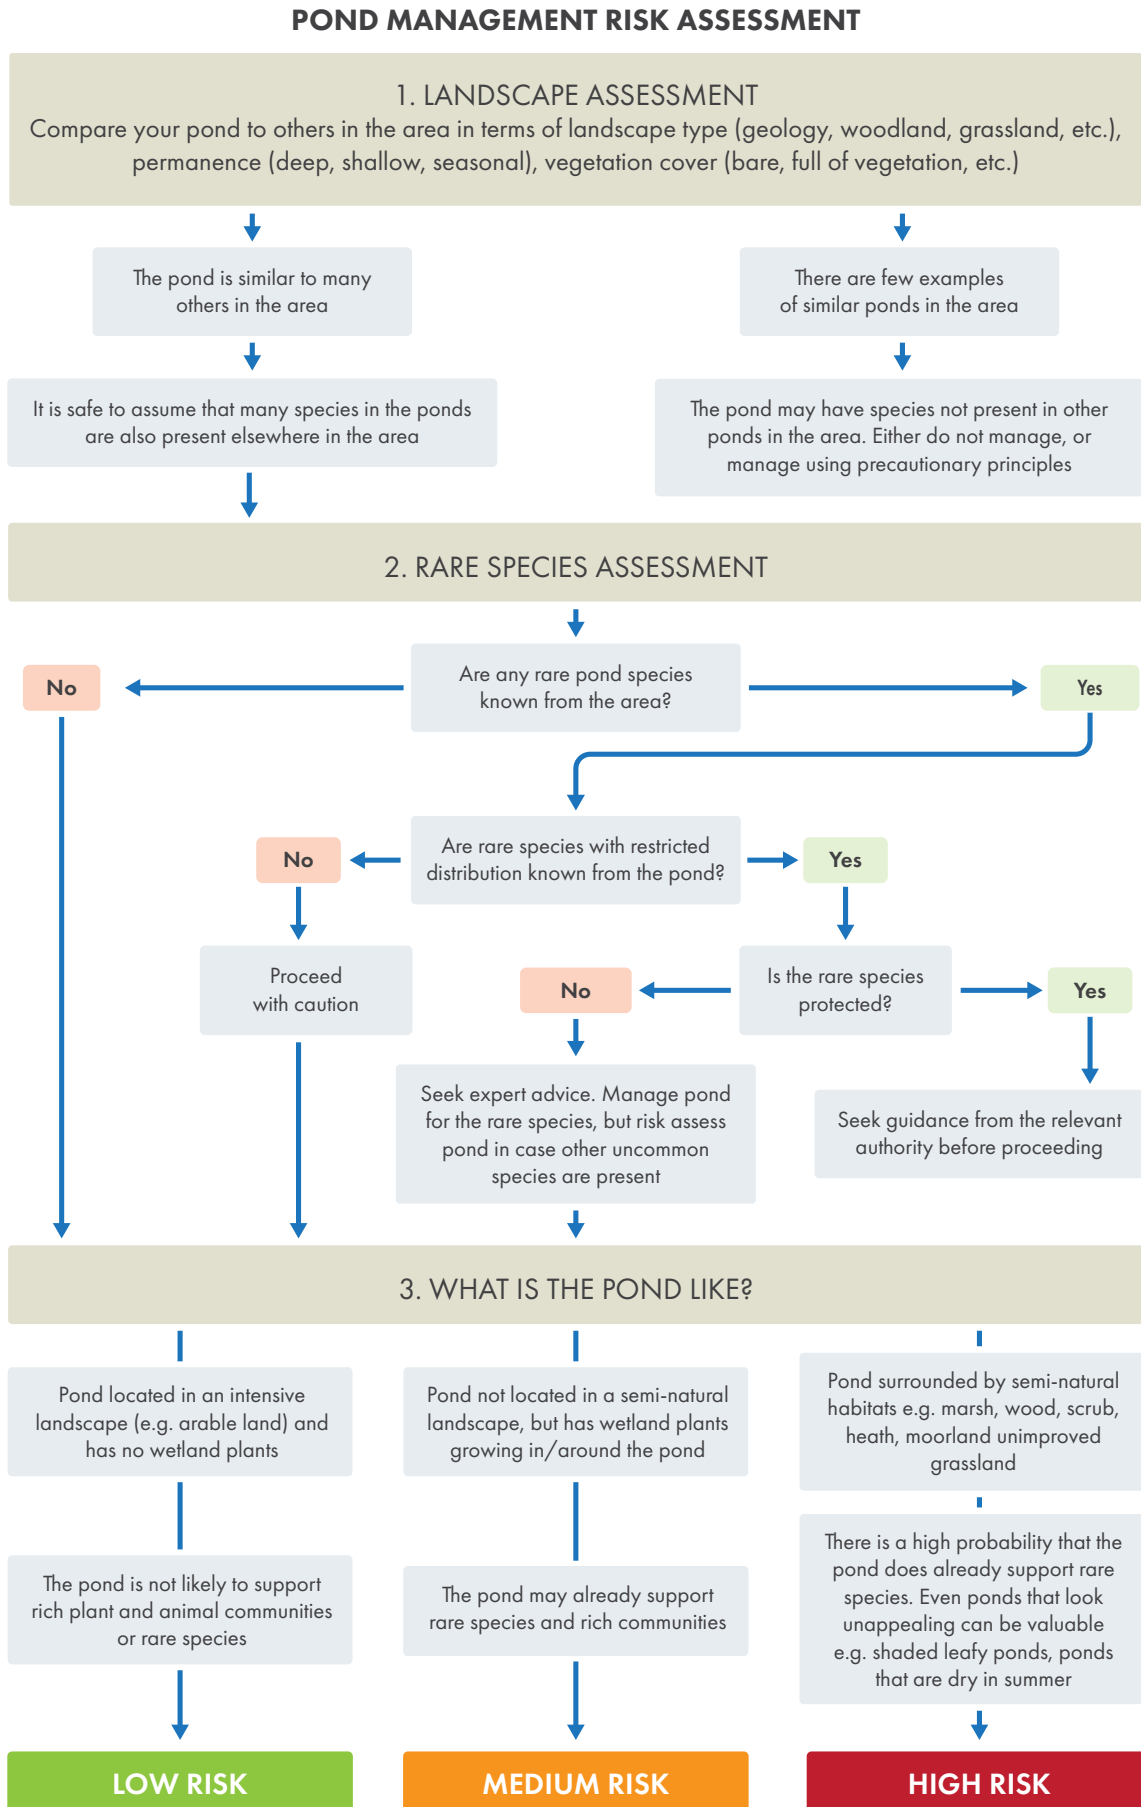 POND MANAGEMENT RISK ASSESSMENT
1. LANDSCAPE ASSESSMENT
Compare your pond to others in the area in terms of landscape type (geology, woodland, grassland, etc.),
permanence (deep, shallow, seasonal), vegetation cover (bare, full of vegetation, etc.)
The pond is similar to many
others in the area
There are few examples
of similar ponds in the area
It is safe to assume that many species in the ponds
are also present elsewhere in the area
The pond may have species not present in other
ponds in the area. Either do not manage, or
manage using precautionary principles
2. RARE SPECIES ASSESSMENT
Are any rare pond species
known from the area?
No
Yes
Are rare species with restricted
distribution known from the pond?
No
Yes
Proceed
with caution
Is the rare species
protected?
No
Yes
Seek expert advice. Manage pond
for the rare species, but risk assess
pond in case other uncommon
species are present
Seek guidance from the relevant
authority before proceeding
3. WHAT IS THE POND LIKE?
Pond located in an intensive
landscape (e.g. arable land) and
has no wetland plants
Pond not located in a semi-natural
landscape, but has wetland plants
growing in/around the pond
Pond surrounded by semi-natural
habitats e.g. marsh, wood, scrub,
heath, moorland unimproved
grassland
The pond is not likely to support
rich plant and animal communities
or rare species
The pond may already support
rare species and rich communities
There is a high probability that the
pond does already support rare
species. Even ponds that look
unappealing can be valuable
e.g. shaded leafy ponds, ponds
that are dry in summer
LOW RISK
MEDIUM RISK
HIGH RISK